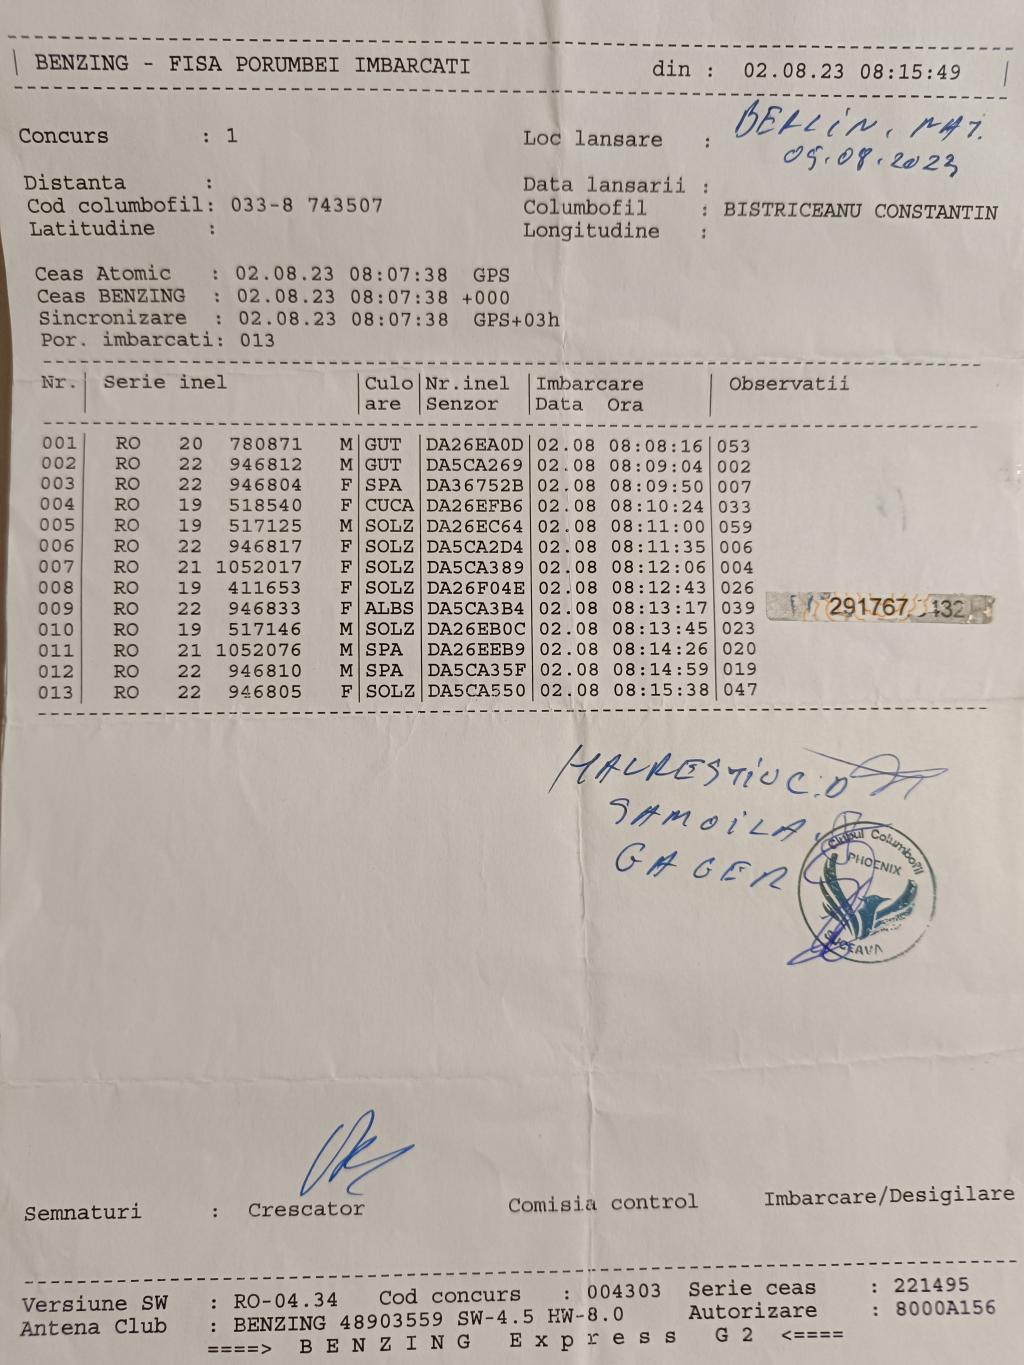 BENZING - FISA PORUMBEI IMBARCATI din : 02.08.23 08:15:49
Concurs : 1 Loc lansare : BERLIN, NAT.
09.08.2023
Distanta : Data lansarii :
Cod columbofil: 033-8 743507 Columbofil : BISTRICEANU CONSTANTIN
Latitudine : Longitudine :
Ceas Atomic : 02.08.23 08:07:38 GPS
Ceas BENZING : 02.08.23 08:07:38 +000
Sincronizare : 02.08.23 08:07:38 GPS+03h
Por. imbarcati: 013
Nr. Serie inel Culo Nr.inel Imbarcare Observatii
are Senzor Data Ora
001 RO 20 780871 M GUT DA26EA0D 02.08 08:08:16 053
002 RO 22 946812 M GUT DA5CA269 02.08 08:09:04 002
003 RO 22 946804 F SPA DA36752B 02.08 08:09:50 007
004 RO 19 518540 F CUCA DA26EFB6 02.08 08:10:24 033
005 RO 19 517125 M SOLZ DA26EC64 02.08 08:11:00 059
006 RO 22 946817 F SOLZ DA5CA2D4 02.08 08:11:35 006
007 RO 21 1052017 F SOLZ DA5CA389 02.08 08:12:06 004
008 RO 19 411653 F SOLZ DA26F04E 02.08 08:12:43 026
009 RO 22 946833 F ALBS DA5CA3B4 02.08 08:13:17 039 291767 432
010 RO 19 517146 M SOLZ DA26EB0C 02.08 08:13:45 023
011 RO 21 1052076 M SPA DA26EEB9 02.08 08:14:26 020
012 RO 22 946810 M SPA DA5CA35F 02.08 08:14:59 019
013 RO 22 946805 F SOLZ DA5CA550 02.08 08:15:38 047
SAMOILA
GAGER
Clubul Columbofil
PHOENIX
SUCEAVA
Semnaturi : Crescator Comisia control Imbarcare/Desigilare
Versiune SW : RO-04.34 Cod concurs : 004303 Serie ceas : 221495
Antena Club : BENZING 48903559 SW-4.5 HW-8.0 Autorizare : 8000A156
====> B E N Z I N G E x p r e s s G 2 <====